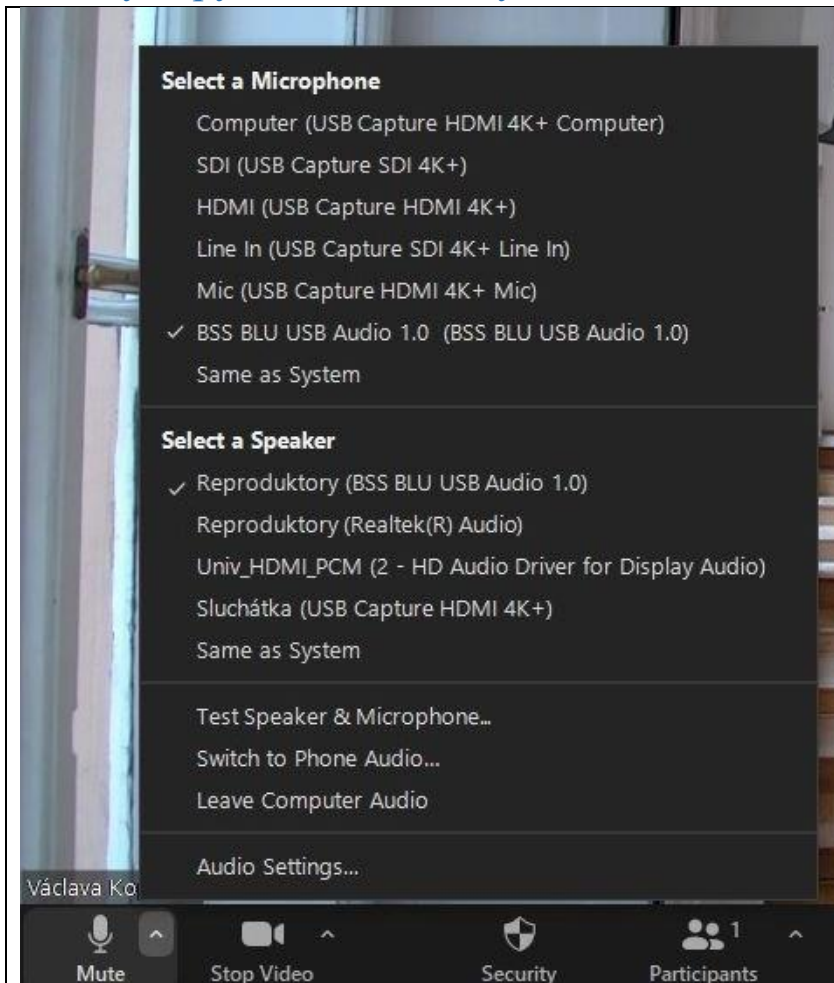 Select a Microphone
Computer (USB Capture HDMI 4K+ Computer)
SDI (USB Capture SDI 4K+)
HDMI (USB Capture HDMI 4K+)
Line In (USB Capture SDI 4K+ Line In)
Mic (USB Capture HDMI 4K+ Mic)
✓ BSS BLU USB Audio 1.0 (BSS BLU USB Audio 1.0)
Same as System
Select a Speaker
✓ Reproduktory (BSS BLU USB Audio 1.0)
Reproduktory (Realtek(R) Audio)
Univ_HDMI_PCM (2 - HD Audio Driver for Display Audio)
Sluchátka (USB Capture HDMI 4K+)
Same as System
Test Speaker & Microphone...
Switch to Phone Audio...
Leave Computer Audio
Audio Settings...
Václava Ko
1
Mute Stop Video Security Participants